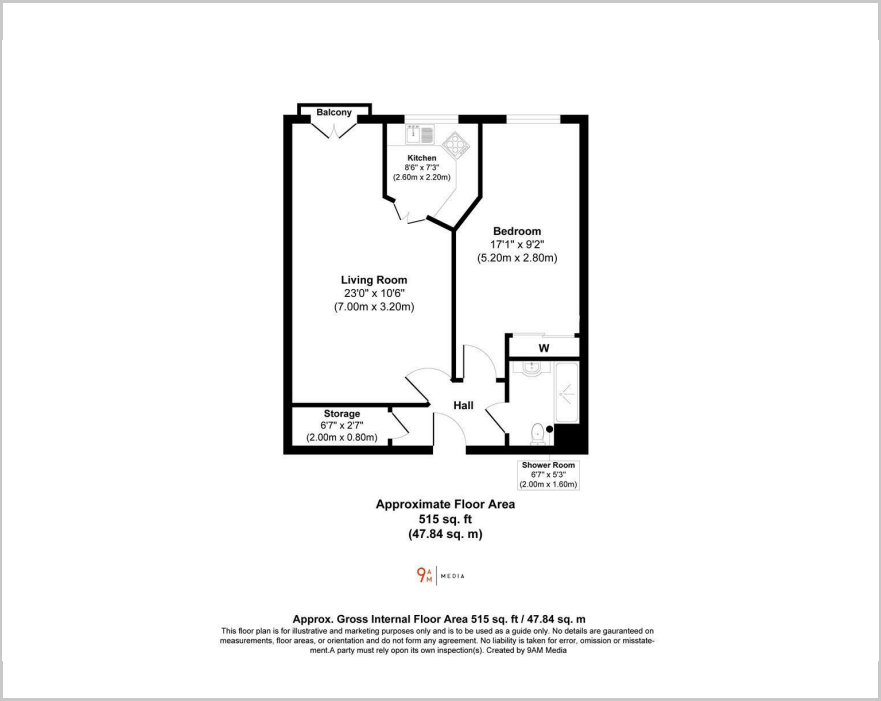 Balcony
Kitchen
8'6" x 7'3"
(2.60m x 2.20m)
Bedroom
17'1" x 9'2"
(5.20m x 2.80m)
Living Room
23'0" x 10'6"
(7.00m x 3.20m)
W
Hall
Storage
6'7" x 2'7"
(2.00m x 0.80m)
Shower Room
6'7" x 5'3"
(2.00m x 1.60m)
Approximate Floor Area
515 sq. ft
(47.84 sq. m)
9AM MEDIA
Approx. Gross Internal Floor Area 515 sq. ft / 47.84 sq. m
This floor plan is for illustrative and marketing purposes only and is to be used as a guide only. No details are gauranteed on
measurements, floor areas, or orientation and do not form any agreement. No liability is taken for error, omission or misstate-
ment.A party must rely upon its own inspection(s). Created by 9AM Media